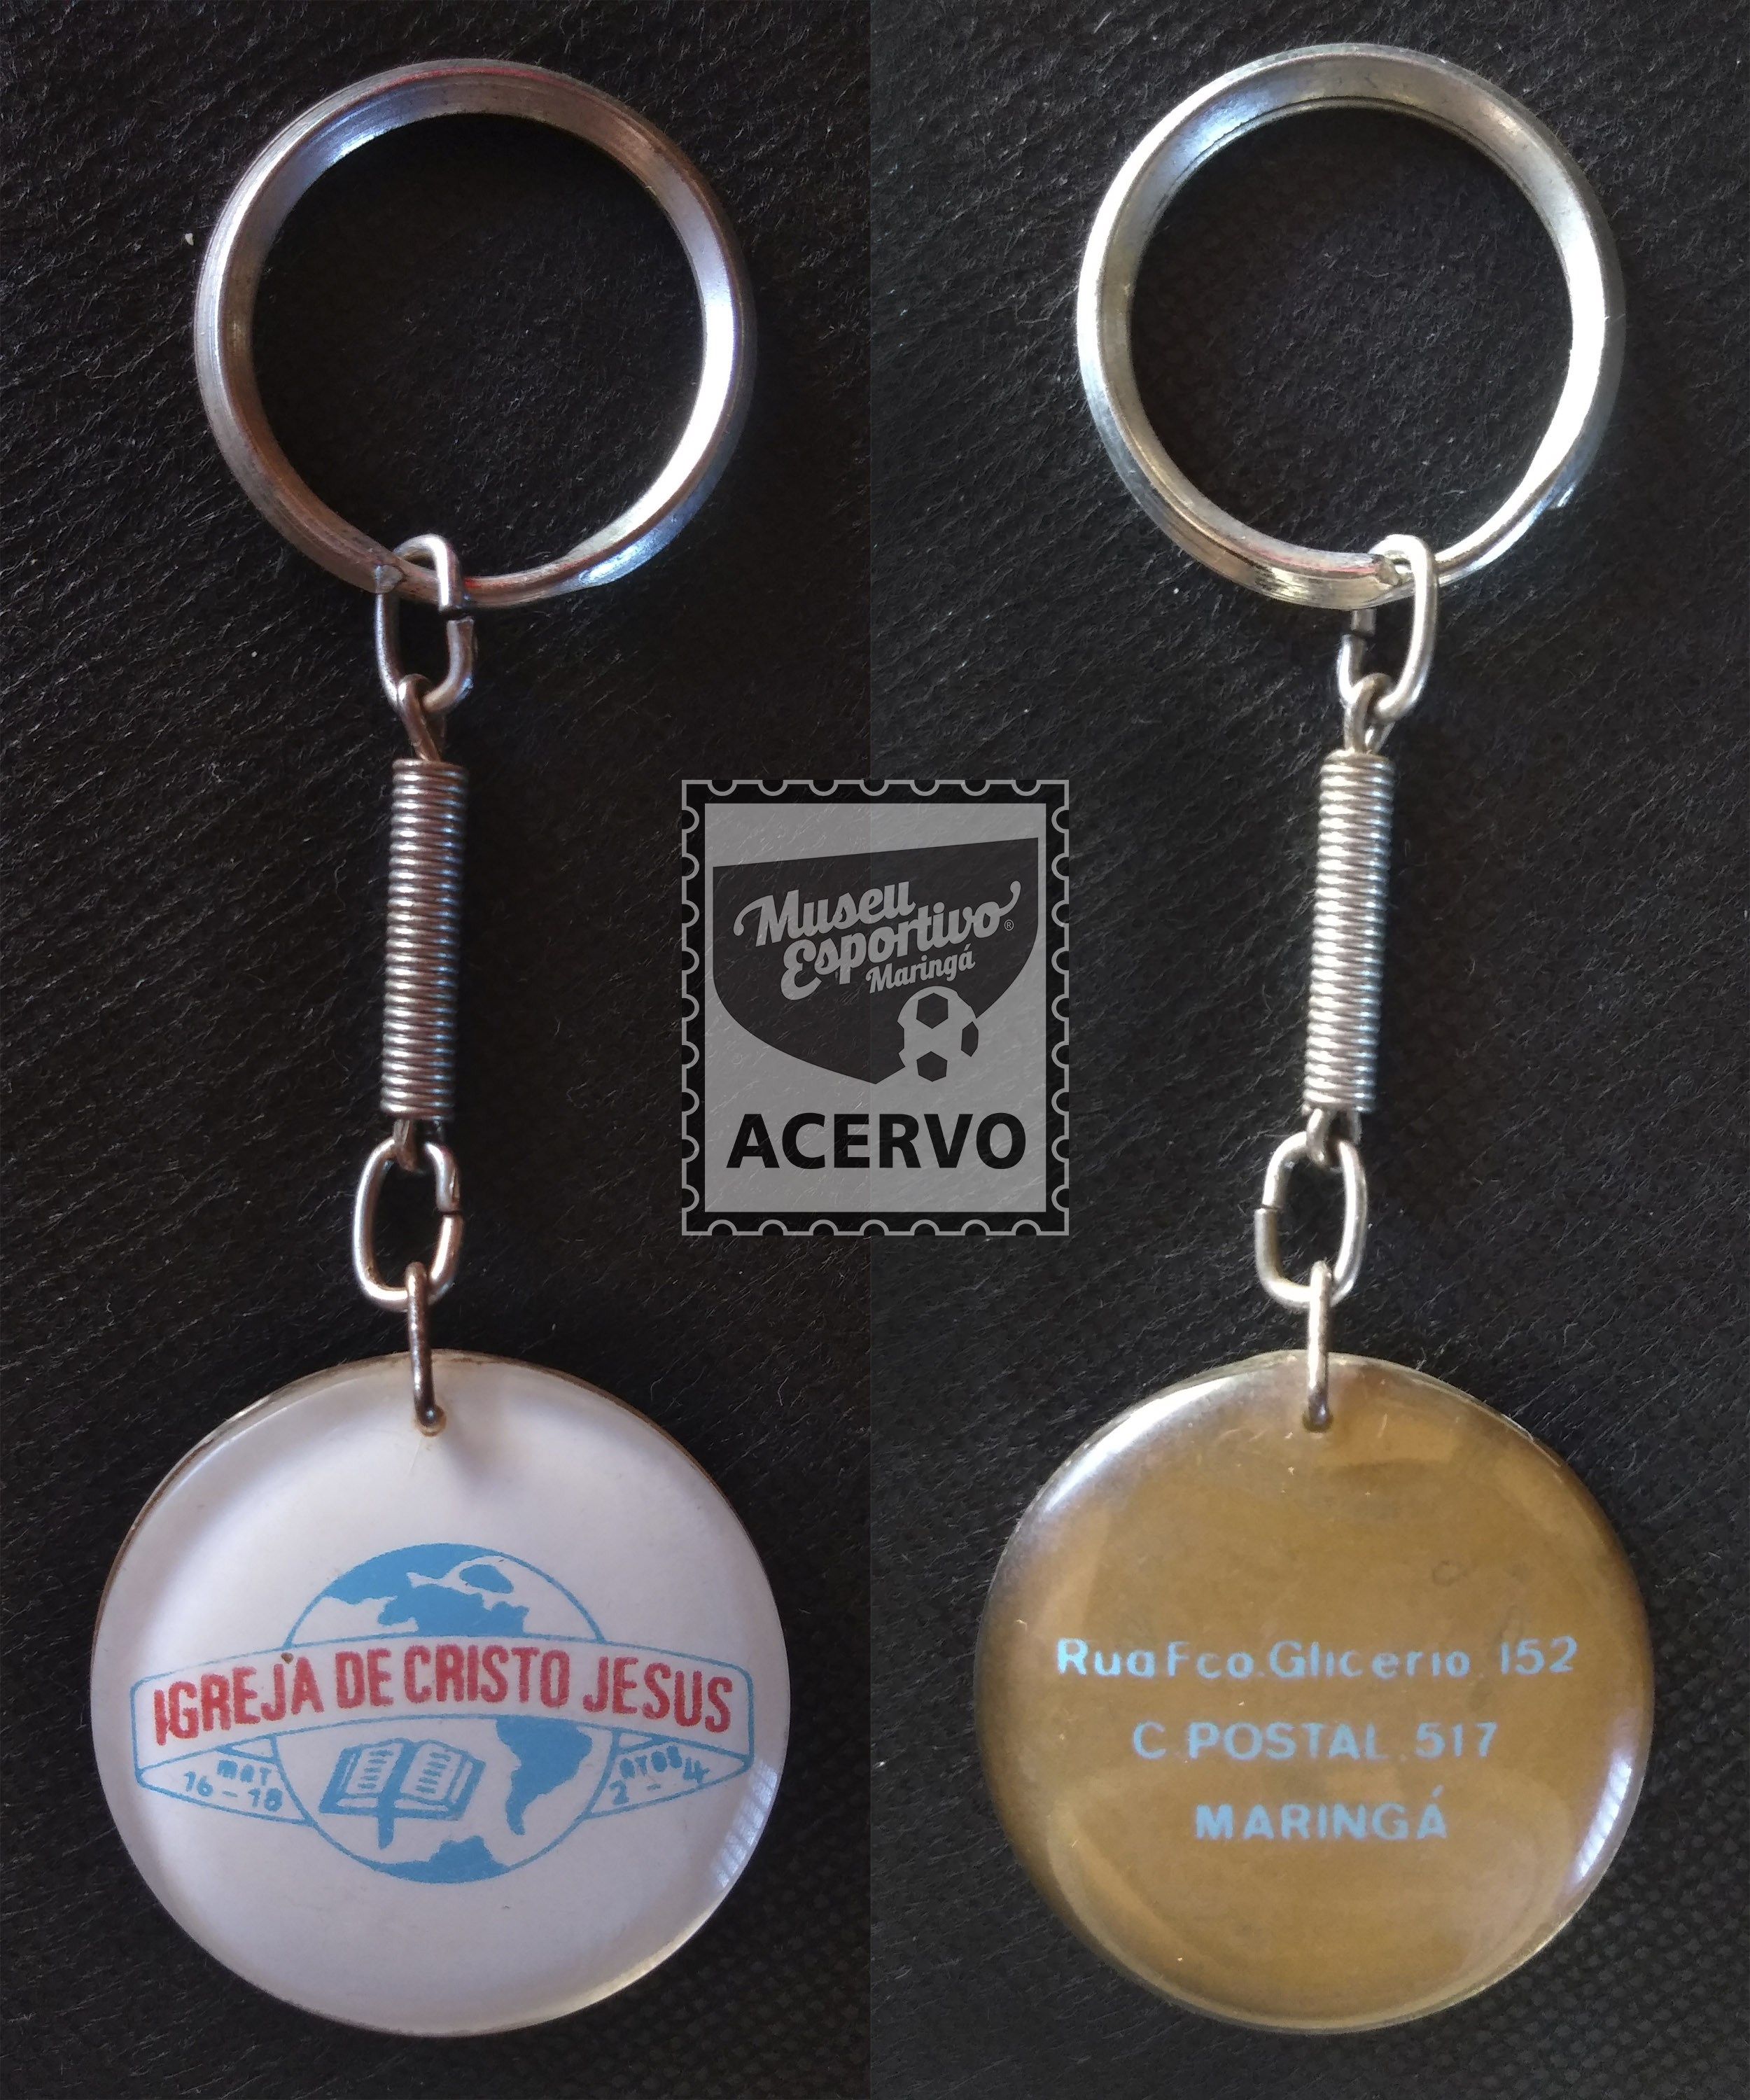 Museu
Esportivo®
Maringá
ACERVO
IGREJA DE CRISTO JESUS
MAT
16-18
ATOS
2-4
Rua Fco. Glicerio 152
C. POSTAL. 517
MARINGÁ